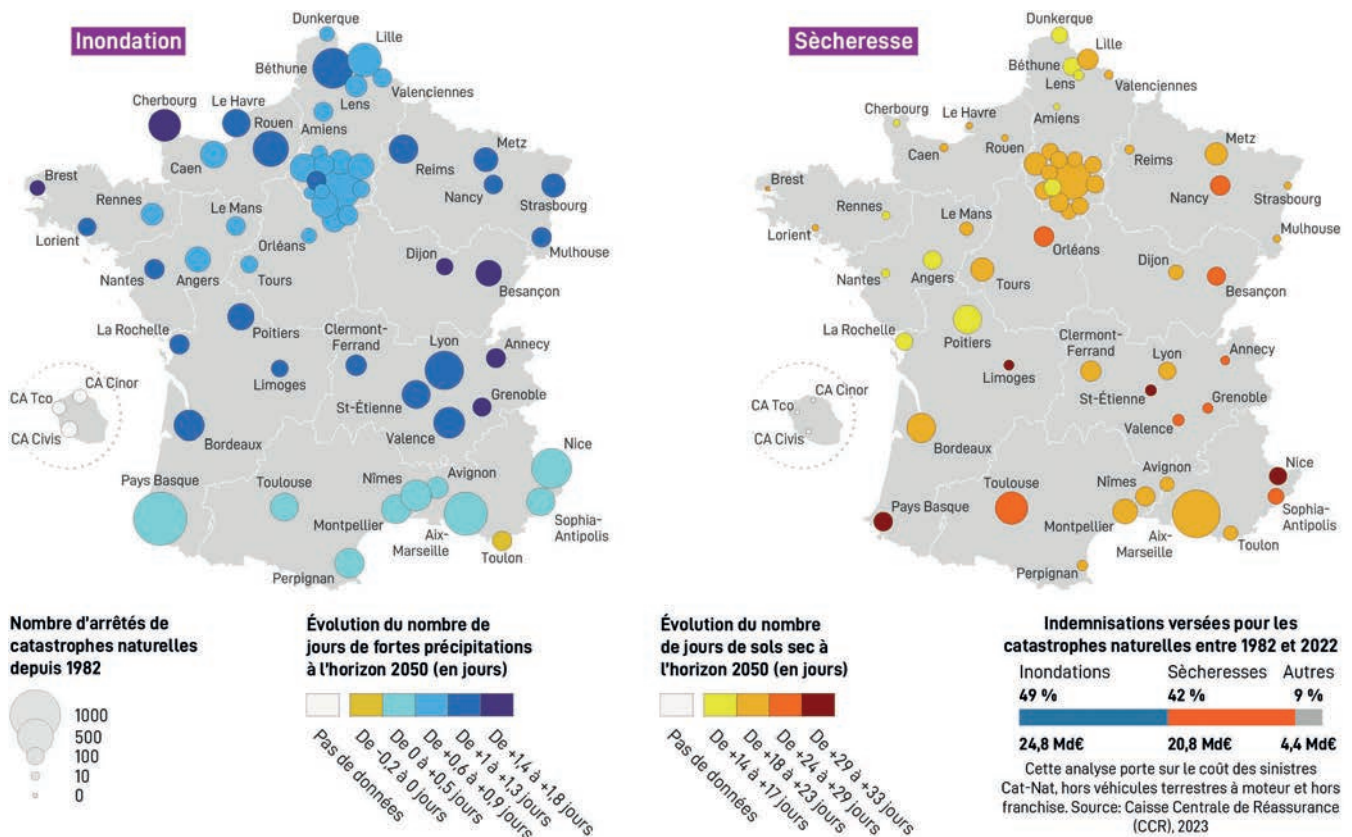 Inondation
Dunkerque
Lille
Béthune
Lens
Valenciennes
Cherbourg
Le Havre
Rouen
Amiens
Caen
Metz
Reims
Nancy
Strasbourg
Brest
Rennes
Le Mans
Lorient
Orléans
Mulhouse
Dijon
Nantes
Angers
Tours
Besançon
La Rochelle
Poitiers
Clermont-
Ferrand
Lyon
Annecy
Limoges
CA Cinor
CA Tco
CA Civis
St-Étienne
Grenoble
Valence
Bordeaux
Nice
Pays Basque
Toulouse
Nîmes
Avignon
Montpellier
Aix-
Marseille
Sophia-
Antipolis
Toulon
Perpignan
Sècheresse
Dunkerque
Lille
Béthune
Lens
Valenciennes
Cherbourg
Le Havre
Amiens
Rouen
Caen
Metz
Reims
Nancy
Strasbourg
Brest
Rennes
Le Mans
Lorient
Orléans
Mulhouse
Dijon
Nantes
Angers
Tours
Besançon
La Rochelle
Poitiers
Clermont-
Ferrand
Lyon
Annecy
Limoges
CA Cinor
CA Tco
CA Civis
St-Étienne
Grenoble
Valence
Bordeaux
Nice
Pays Basque
Toulouse
Nîmes
Avignon
Montpellier
Aix-
Marseille
Sophia-
Antipolis
Toulon
Perpignan
Nombre d'arrêtés de
catastrophes naturelles
depuis 1982
1000
500
100
10
0
Évolution du nombre de
jours de fortes précipitations
à l'horizon 2050 (en jours)
Pas de données
De -0,2 à 0 jours
De 0 à +0,5 jours
De +0,6 à +0,9 jours
De +1 à +1,3 jours
De +1,4 à +1,8 jours
Évolution du nombre
de jours de sols sec à
l'horizon 2050 (en jours)
Pas de données
De +14 à +17 jours
De +18 à +23 jours
De +24 à +29 jours
De +29 à +33 jours
Indemnisations versées pour les
catastrophes naturelles entre 1982 et 2022
Inondations Sècheresses Autres
49 % 42 % 9 %
24,8 Md€ 20,8 Md€ 4,4 Md€
Cette analyse porte sur le coût des sinistres
Cat-Nat, hors véhicules terrestres à moteur et hors
franchise. Source: Caisse Centrale de Réassurance
(CCR), 2023